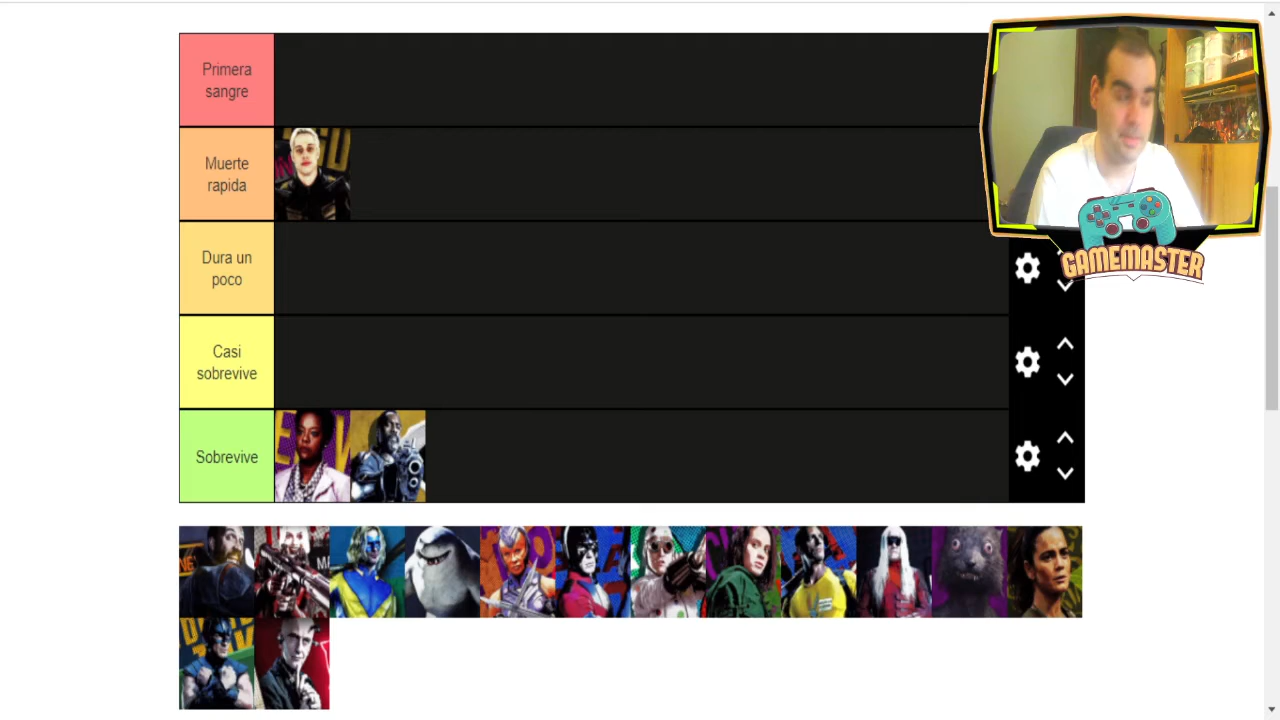 Primera
sangre
Muerte
rapida
Dura un
poco
Casi
sobrevive
Sobrevive
GAMEMASTER